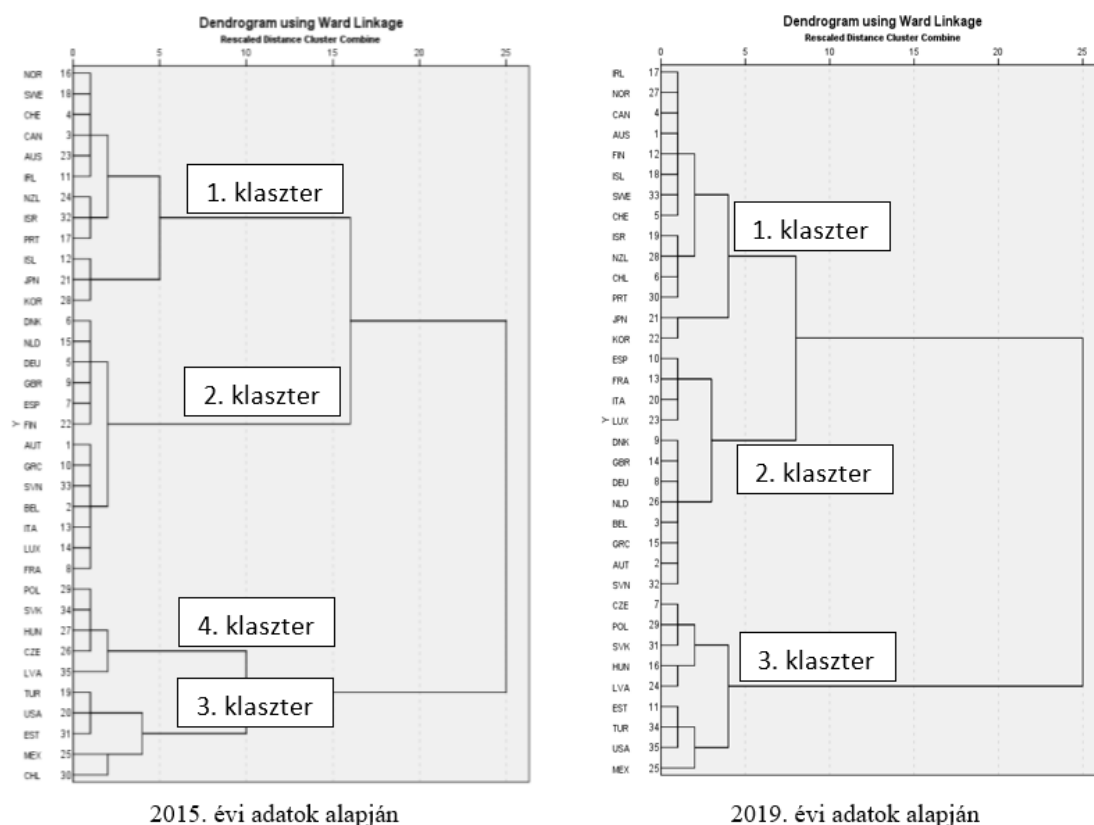 Dendrogram using Ward Linkage
Rescaled Distance Cluster Combine
0 5 10 15 20 25
NOR 16
SWE 18
CHE 4
CAN 3
AUS 23
IRL 11
NZL 24
ISR 32
PRT 17
ISL 12
JPN 21
KOR 28
DNK 6
NLD 15
DEU 5
GBR 9
ESP 7
Y FIN 22
AUT 1
GRC 10
SVN 33
BEL 2
ITA 13
LUX 14
FRA 8
POL 29
SVK 34
HUN 27
CZE 26
LVA 35
TUR 19
USA 20
EST 31
MEX 25
CHL 30
1. klaszter
2. klaszter
4. klaszter
3. klaszter
2015. évi adatok alapján
Dendrogram using Ward Linkage
Rescaled Distance Cluster Combine
0 5 10 15 20 25
IRL 17
NOR 27
CAN 4
AUS 1
FIN 12
ISL 18
SWE 33
CHE 5
ISR 19
NZL 28
CHL 6
PRT 30
JPN 21
KOR 22
ESP 10
FRA 13
ITA 20
Y LUX 23
DNK 9
GBR 14
DEU 8
NLD 26
BEL 3
GRC 15
AUT 2
SVN 32
CZE 7
POL 29
SVK 31
HUN 16
LVA 24
EST 11
TUR 34
USA 35
MEX 25
1. klaszter
2. klaszter
3. klaszter
2019. évi adatok alapján